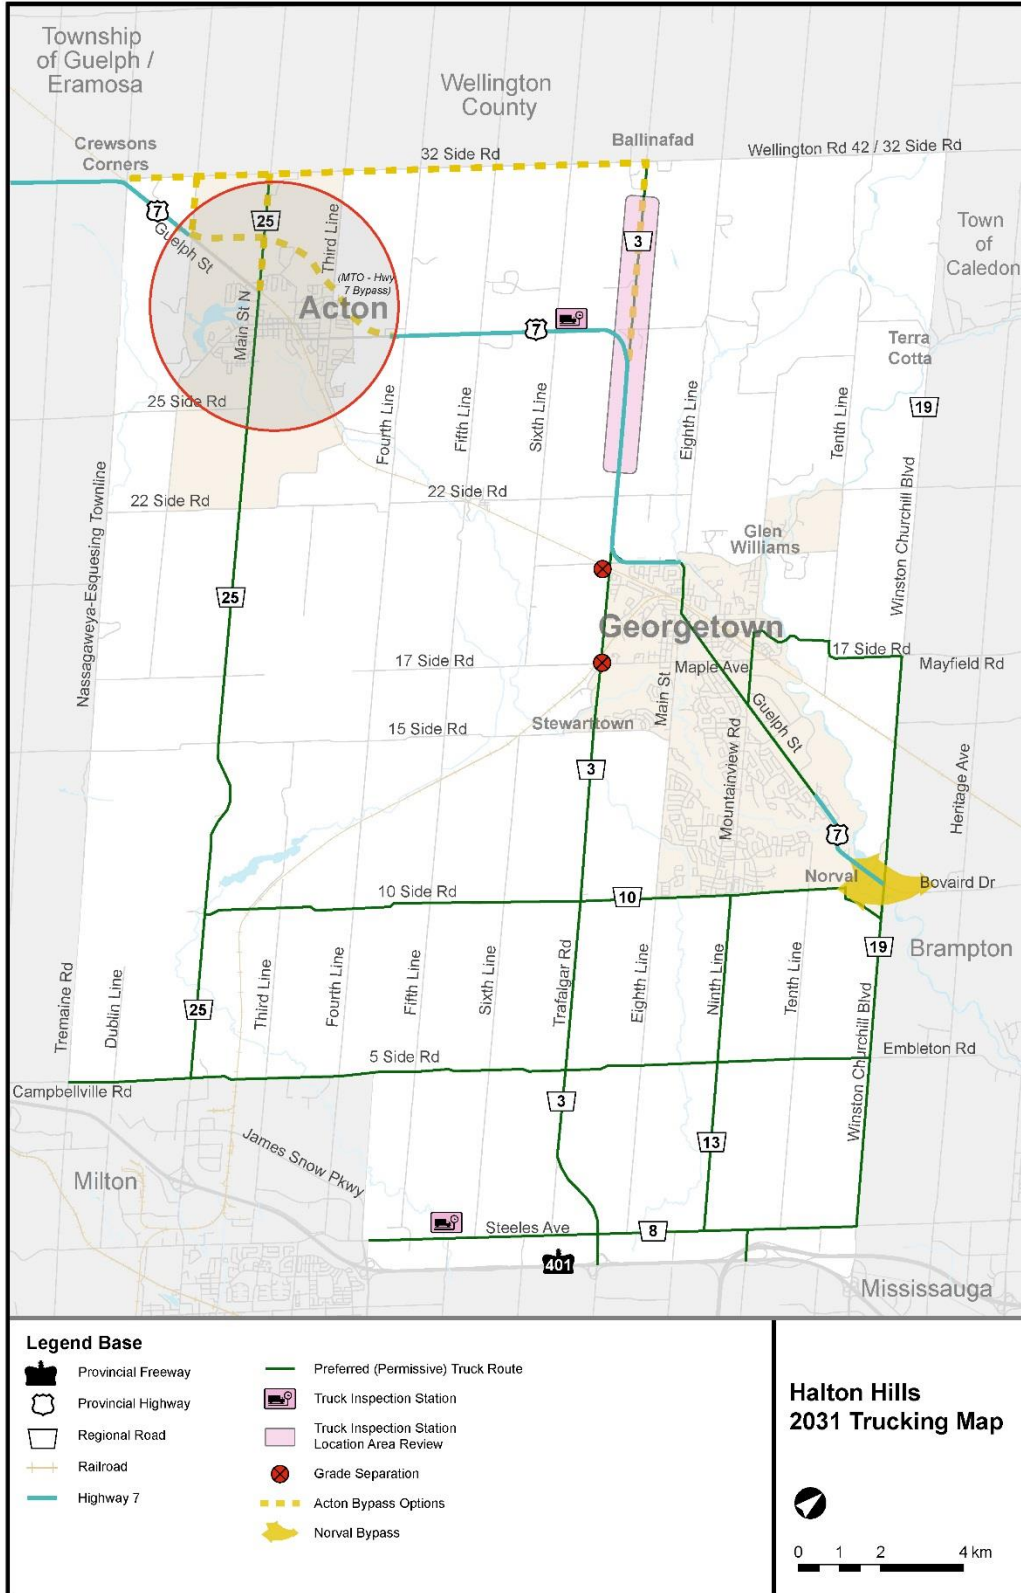 Township
of Guelph /
Eramosa
Wellington
County
Crewsons
Corners
Ballinafad
32 Side Rd
Wellington Rd 42 / 32 Side Rd
7
Guelph St
25
Third Line
3
Town
of
Caledon
(MTO - Hwy
7 Bypass)
Acton
Main St N
7
Terra
Cotta
25 Side Rd
Fourth Line
Fifth Line
Sixth Line
Eighth Line
Tenth Line
19
22 Side Rd
22 Side Rd
Nassagaweya-Esquesing Townline
Glen
Williams
Winston Churchill Blvd
25
Georgetown
17 Side Rd
Maple Ave
17 Side Rd
Mayfield Rd
Main St
Stewarttown
15 Side Rd
Guelph St
Mountainview Rd
3
Heritage Ave
7
Norval
Bovaird Dr
10 Side Rd
10
19
Brampton
Tremaine Rd
Dublin Line
25
Third Line
Fourth Line
Fifth Line
Sixth Line
Trafalgar Rd
Eighth Line
Ninth Line
Tenth Line
Winston Churchill Blvd
5 Side Rd
Embleton Rd
Campbellville Rd
3
13
James Snow Pkwy
Milton
Steeles Ave
8
401
Mississauga
Legend Base
Provincial Freeway
Provincial Highway
Regional Road
Railroad
Highway 7
Preferred (Permissive) Truck Route
Truck Inspection Station
Truck Inspection Station
Location Area Review
Grade Separation
Acton Bypass Options
Norval Bypass
Halton Hills
2031 Trucking Map
0 1 2 4 km